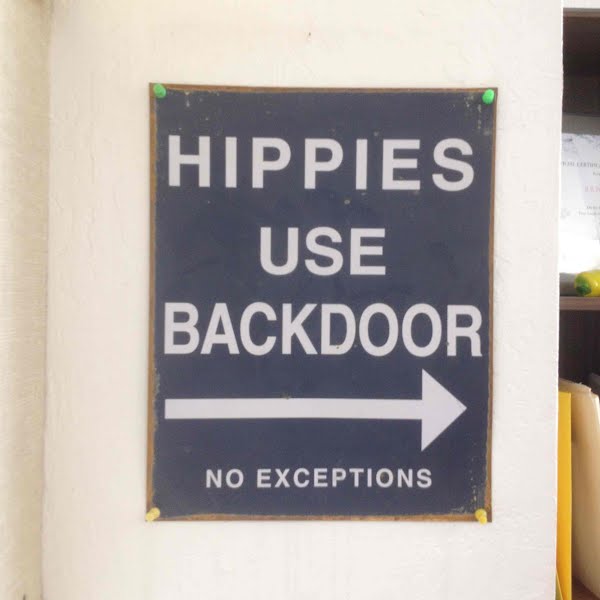 HIPPIES
USE
BACKDOOR
NO EXCEPTIONS